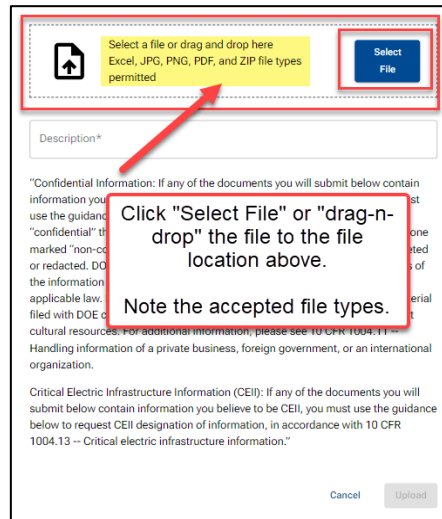 Select a file or drag and drop here
Excel, JPG, PNG, PDF, and ZIP file types
permitted
Select
File
Description*
"Confidential Information: If any of the documents you will submit below contain
information you
use the guidanc
"confidential" th one
marked "non-co
or redacted. DO s of
the information
applicable law. erial
filed with DOE
cultural resources. For additional information, please see 10 CFR 1004.11 --
Handling information of a private business, foreign government, or an international
organization.
Click "Select File" or "drag-n-
drop" the file to the file
location above.
Note the accepted file types.
Critical Electric Infrastructure Information (CEII): If any of the documents you will
submit below contain information you believe to be CEII, you must use the guidance
below to request CEII designation of information, in accordance with 10 CFR
1004.13 -- Critical electric infrastructure information."
Cancel
Upload